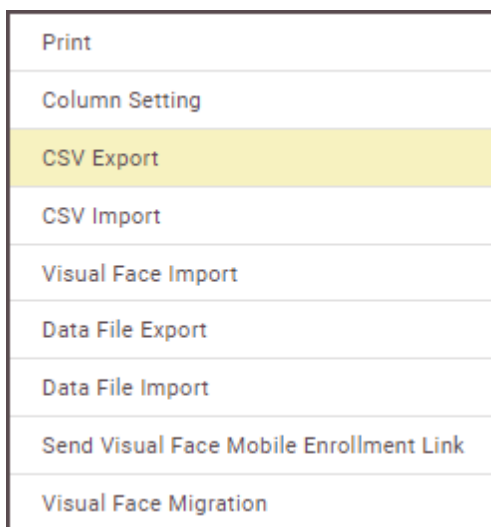 Print
Column Setting
CSV Export
CSV Import
Visual Face Import
Data File Export
Data File Import
Send Visual Face Mobile Enrollment Link
Visual Face Migration